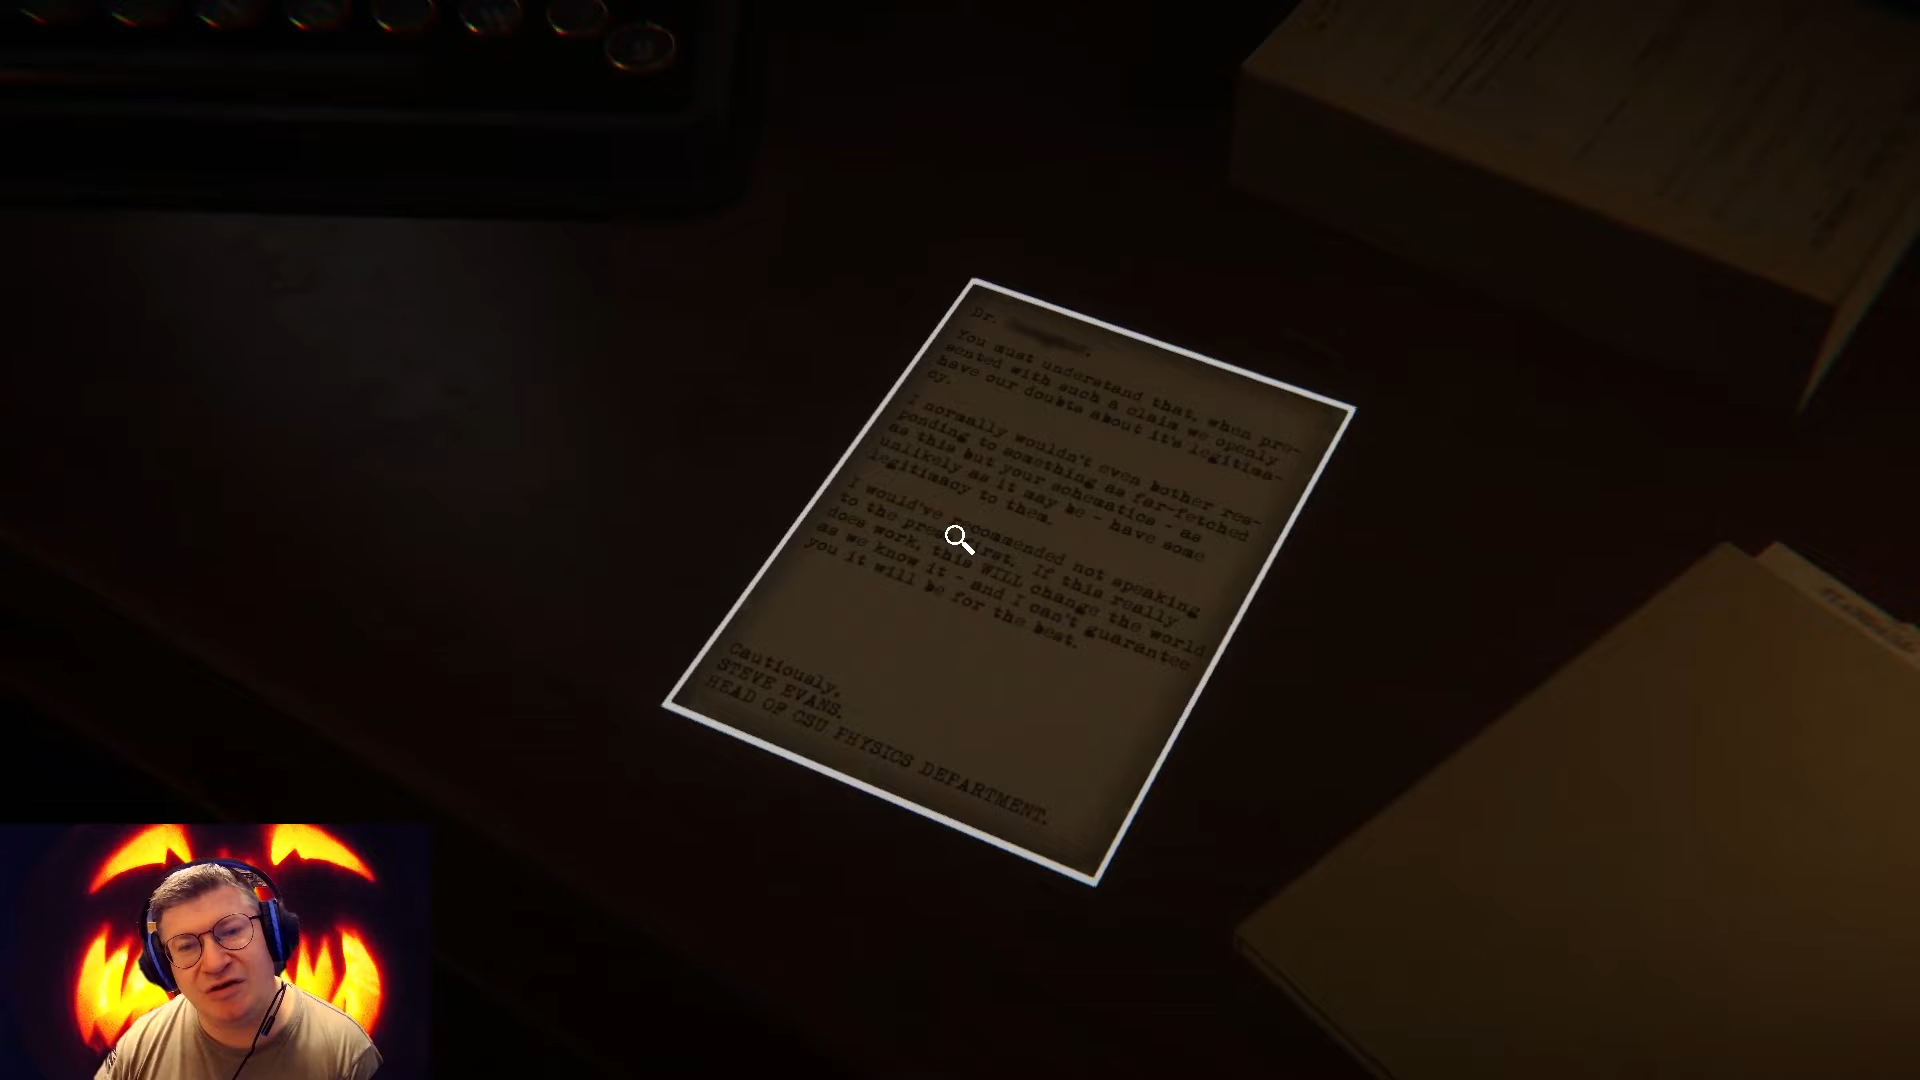 Dr.
You must understand that, when pre-
sented with such a claim we openly
have our doubts about it's legitima-
cy.
I normally wouldn't even bother res-
ponding to something as far-fetched
as this but your schematics - as
unlikely as it may be - have some
legitimacy to them.
I would've recommended not speaking
to the press first. If this really
does work, this WILL change the world
as we know it - and I can't guarantee
you it will be for the best.
Cautiously,
STEVE EVANS.
HEAD OF CSU PHYSICS DEPARTMENT.